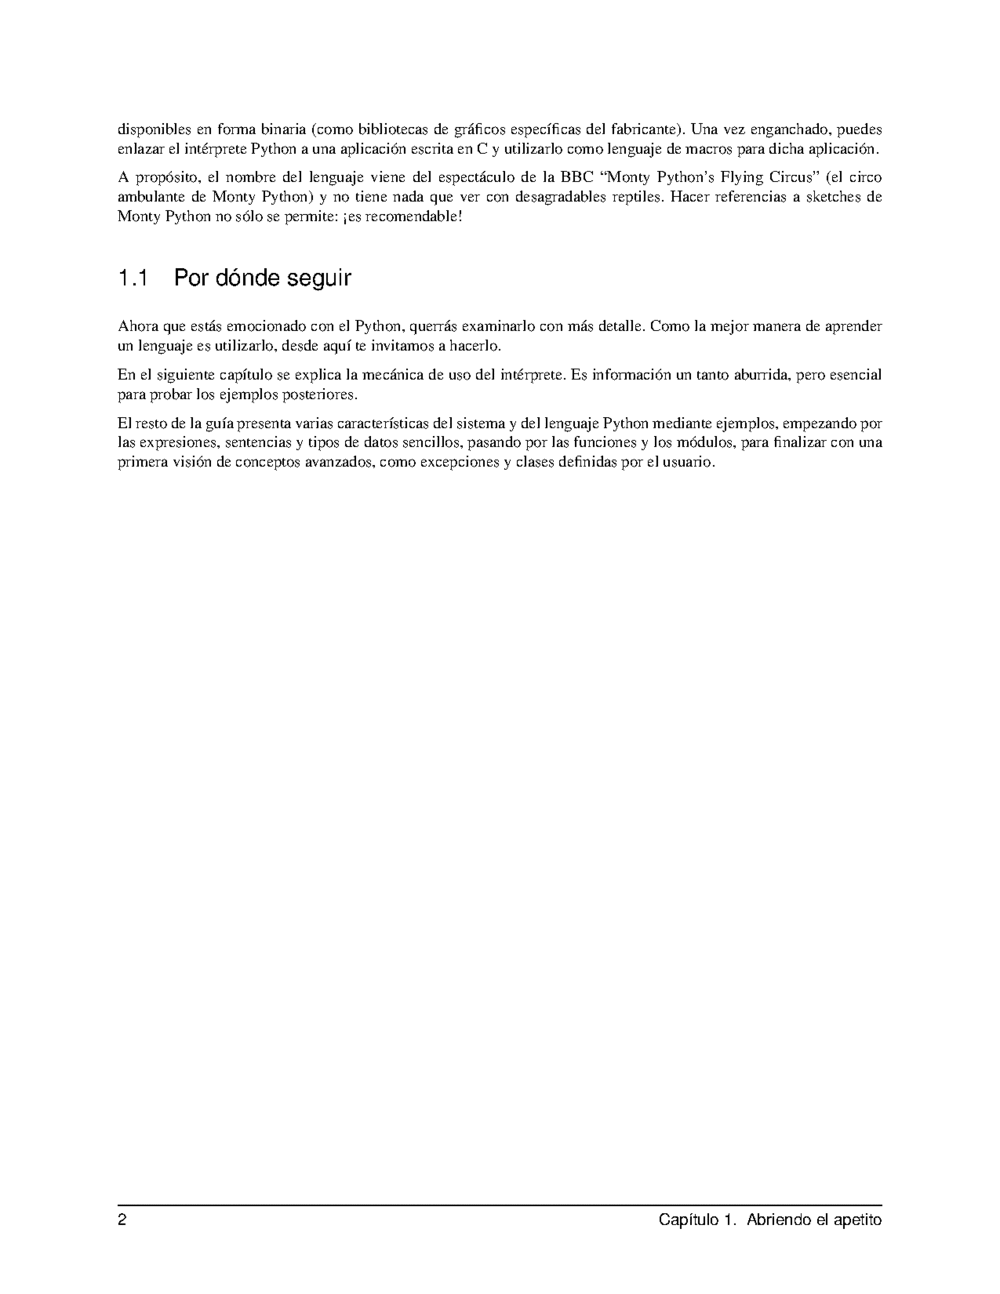 disponibles en forma binaria (como bibliotecas de gráficos específicas del fabricante). Una vez enganchado, puedes
enlazar el intérprete Python a una aplicación escrita en C y utilizarlo como lenguaje de macros para dicha aplicación.
A propósito, el nombre del lenguaje viene del espectáculo de la BBC “Monty Python’s Flying Circus” (el circo
ambulante de Monty Python) y no tiene nada que ver con desagradables reptiles. Hacer referencias a sketches de
Monty Python no sólo se permite: ¡es recomendable!
1.1 Por dónde seguir
Ahora que estás emocionado con el Python, querrás examinarlo con más detalle. Como la mejor manera de aprender
un lenguaje es utilizarlo, desde aquí te invitamos a hacerlo.
En el siguiente capítulo se explica la mecánica de uso del intérprete. Es información un tanto aburrida, pero esencial
para probar los ejemplos posteriores.
El resto de la guía presenta varias características del sistema y del lenguaje Python mediante ejemplos, empezando por
las expresiones, sentencias y tipos de datos sencillos, pasando por las funciones y los módulos, para finalizar con una
primera visión de conceptos avanzados, como excepciones y clases definidas por el usuario.
2 Capítulo 1. Abriendo el apetito